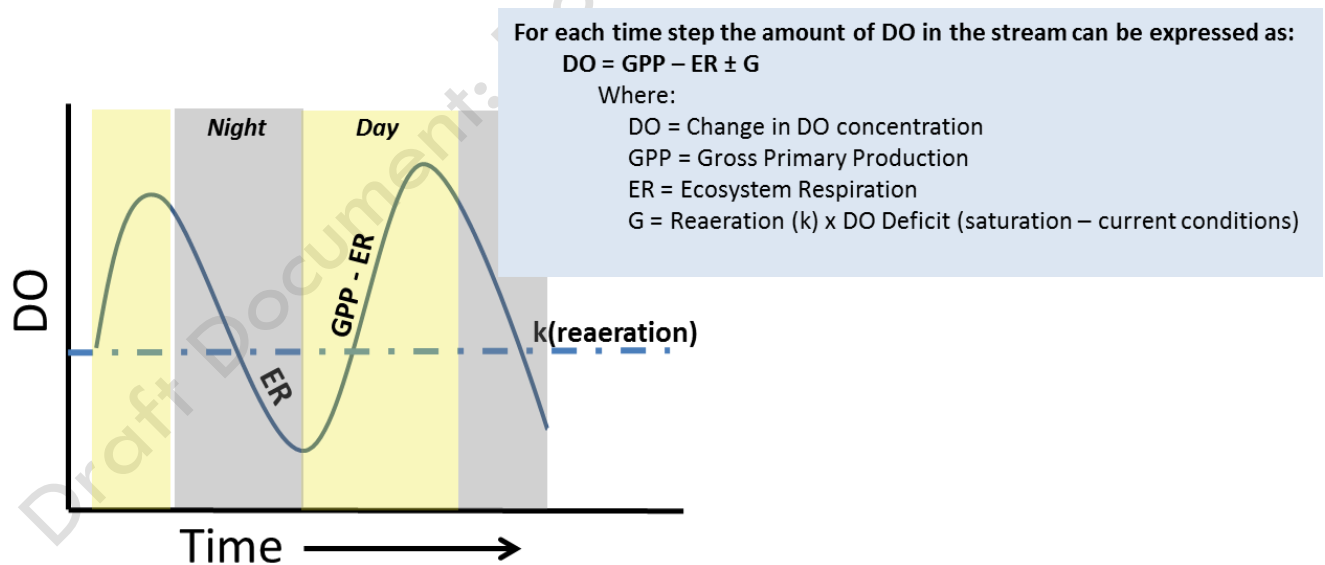 For each time step the amount of DO in the stream can be expressed as:
DO = GPP – ER ± G
Where:
DO = Change in DO concentration
GPP = Gross Primary Production
ER = Ecosystem Respiration
G = Reaeration (k) x DO Deficit (saturation – current conditions)
Night
Day
DO
GPP - ER
ER
k(reaeration)
Time
Draft Document: